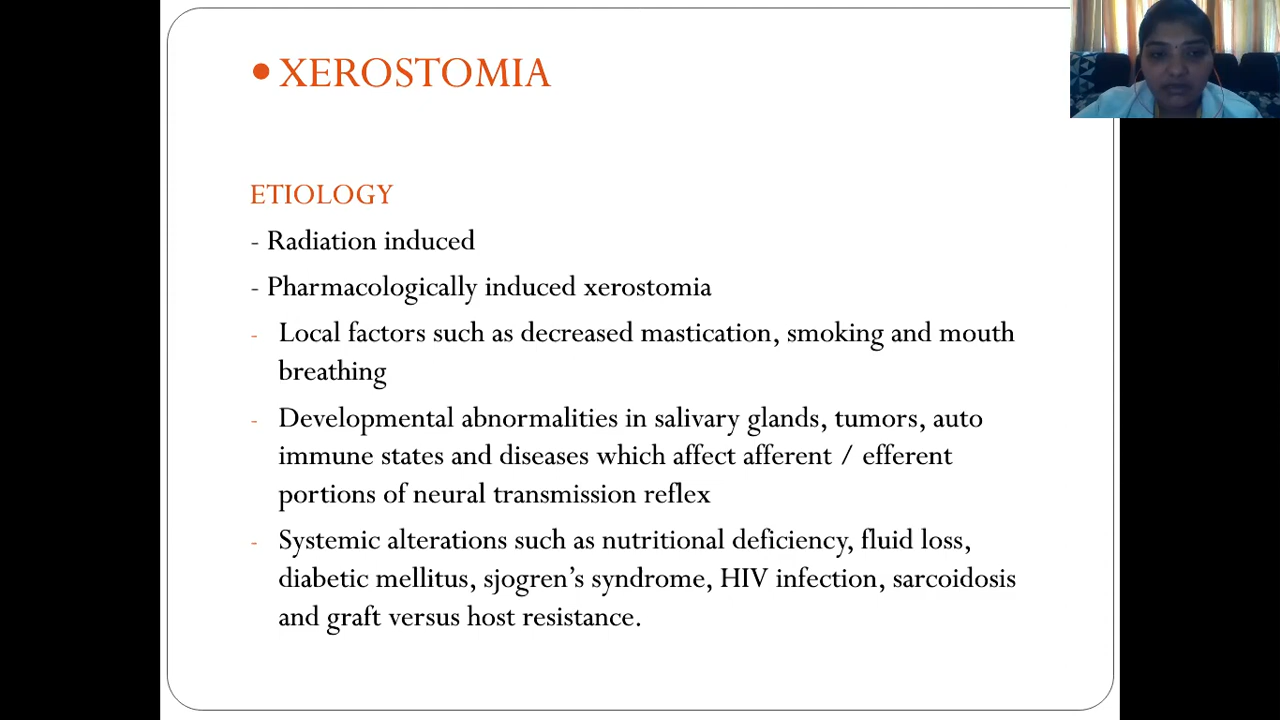 • XEROSTOMIA
ETIOLOGY
- Radiation induced
- Pharmacologically induced xerostomia
- Local factors such as decreased mastication, smoking and mouth
breathing
- Developmental abnormalities in salivary glands, tumors, auto
immune states and diseases which affect afferent / efferent
portions of neural transmission reflex
- Systemic alterations such as nutritional deficiency, fluid loss,
diabetic mellitus, sjogren’s syndrome, HIV infection, sarcoidosis
and graft versus host resistance.